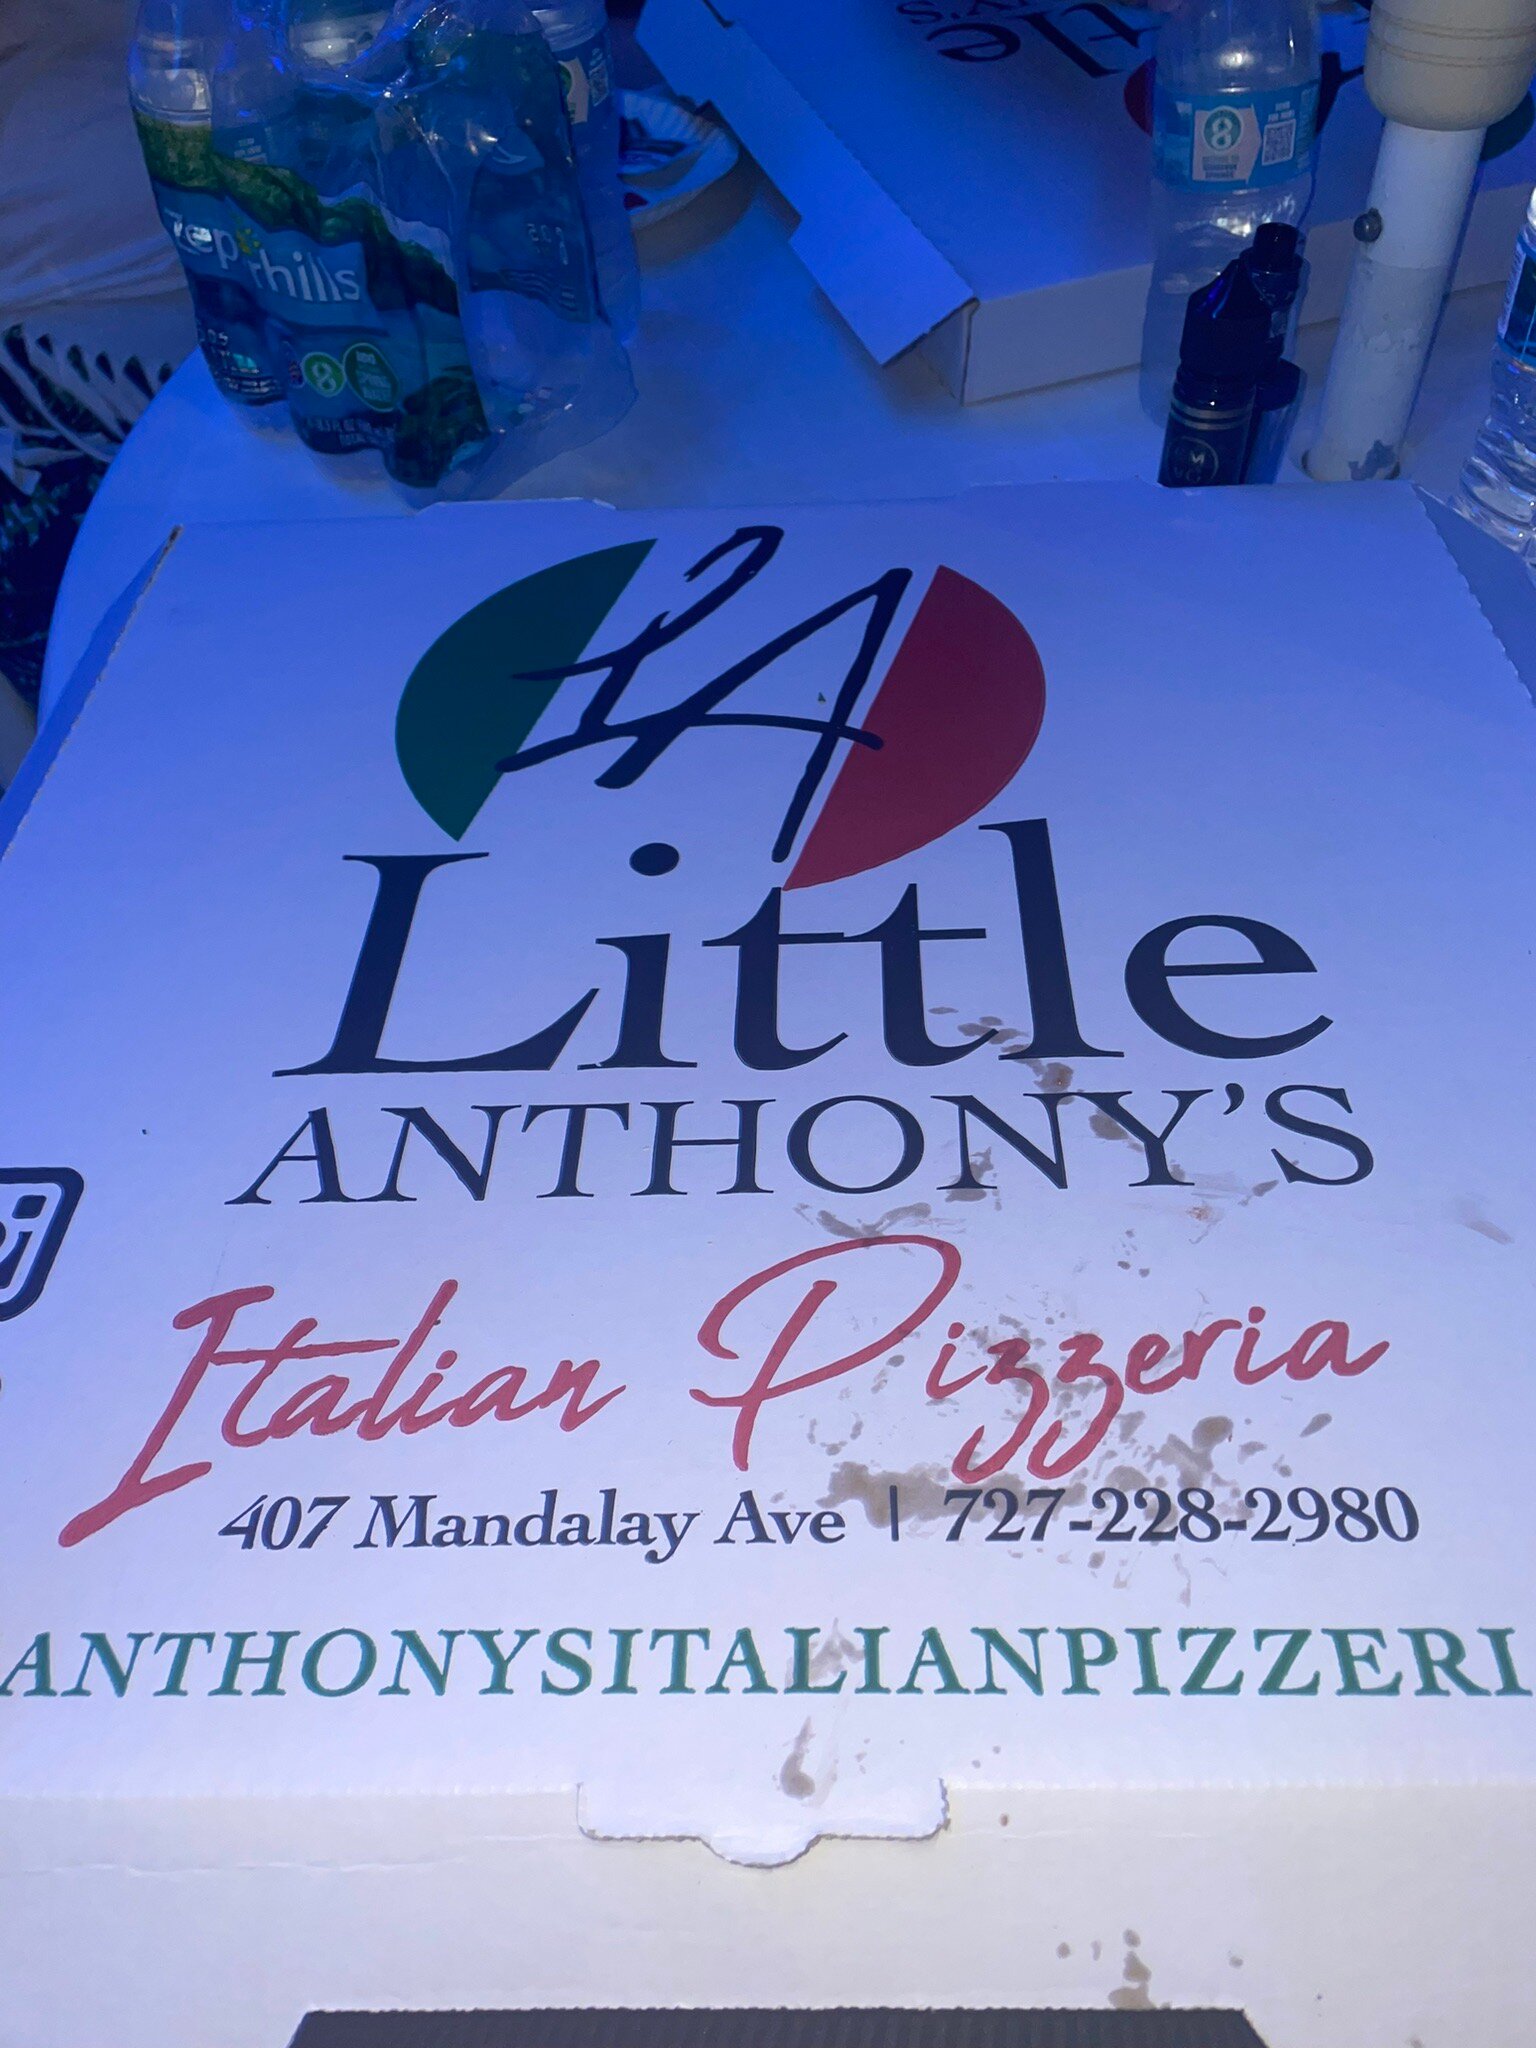 Zephyrhills
LA
Little
ANTHONY'S
Italian Pizzeria
407 Mandalay Ave | 727-228-2980
ANTHONYSITALIANPIZZERI